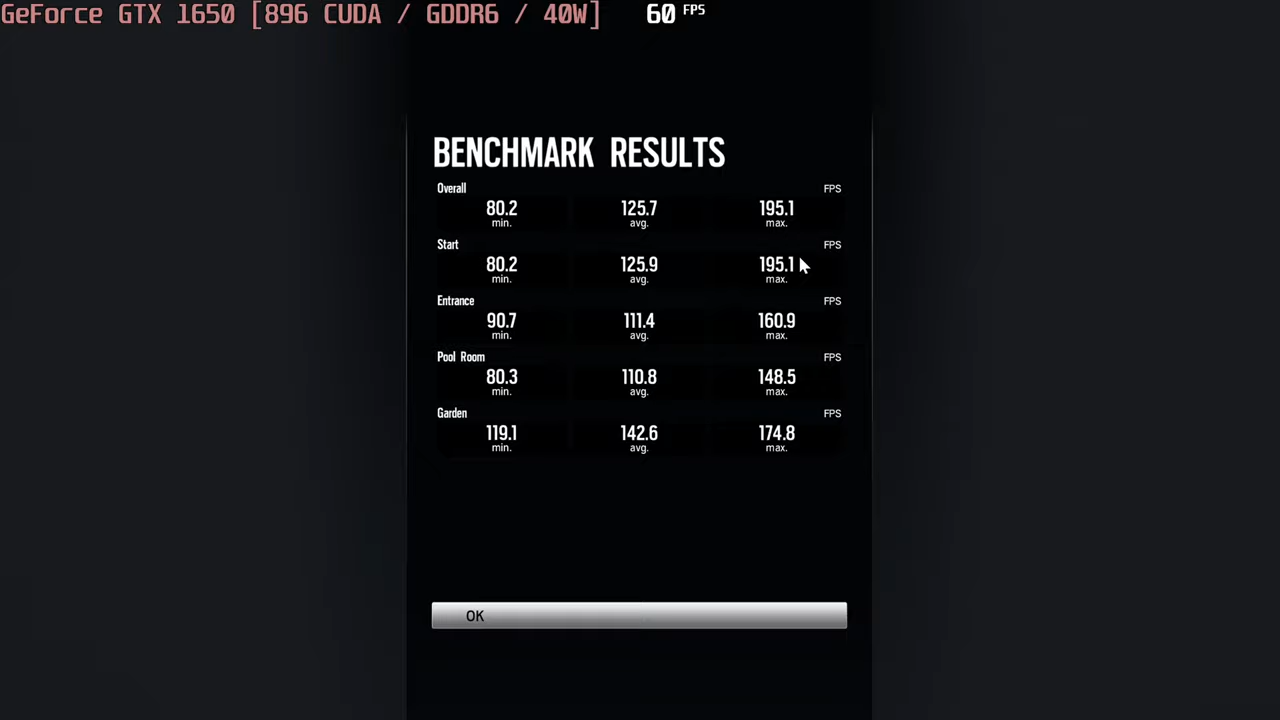 GeForce GTX 1650 [896 CUDA / GDDR6 / 40W] 60 FPS
BENCHMARK RESULTS
Overall FPS
80.2 125.7 195.1
min. avg. max.
Start FPS
80.2 125.9 195.1
min. avg. max.
Entrance FPS
90.7 111.4 160.9
min. avg. max.
Pool Room FPS
80.3 110.8 148.5
min. avg. max.
Garden FPS
119.1 142.6 174.8
min. avg. max.
OK